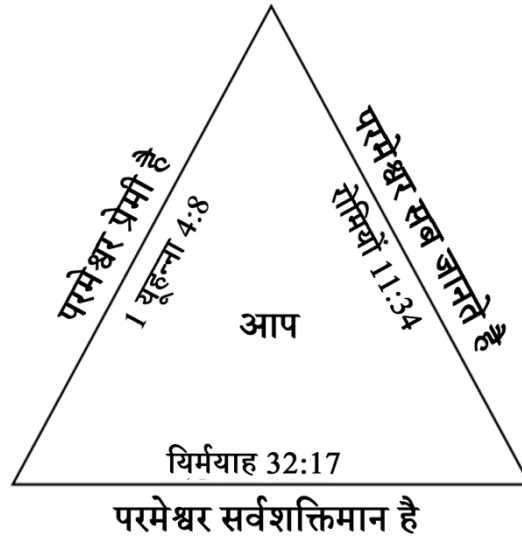 परमेश्वर प्रेमी है
1 यूहन्ना 4:8
परमेश्वर सब जानते है
रोमियों 11:34
आप
यिर्मयाह 32:17
परमेश्वर सर्वशक्तिमान है